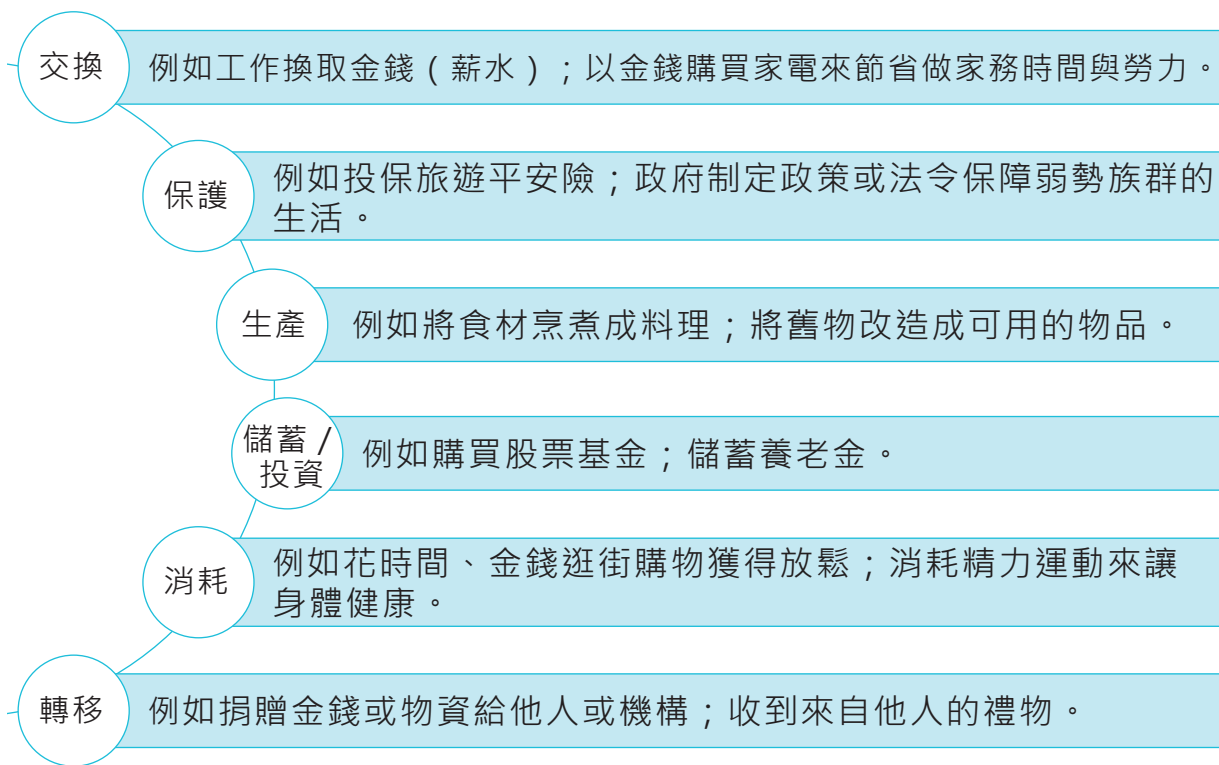 交換
例如工作換取金錢（薪水）；以金錢購買家電來節省做家務時間與勞力。
保護
例如投保旅遊平安險；政府制定政策或法令保障弱勢族群的
生活。
生產
例如將食材烹煮成料理；將舊物改造成可用的物品。
儲蓄/
投資
例如購買股票基金；儲蓄養老金。
消耗
例如花時間、金錢逛街購物獲得放鬆；消耗精力運動來讓
身體健康。
轉移
例如捐贈金錢或物資給他人或機構；收到來自他人的禮物。